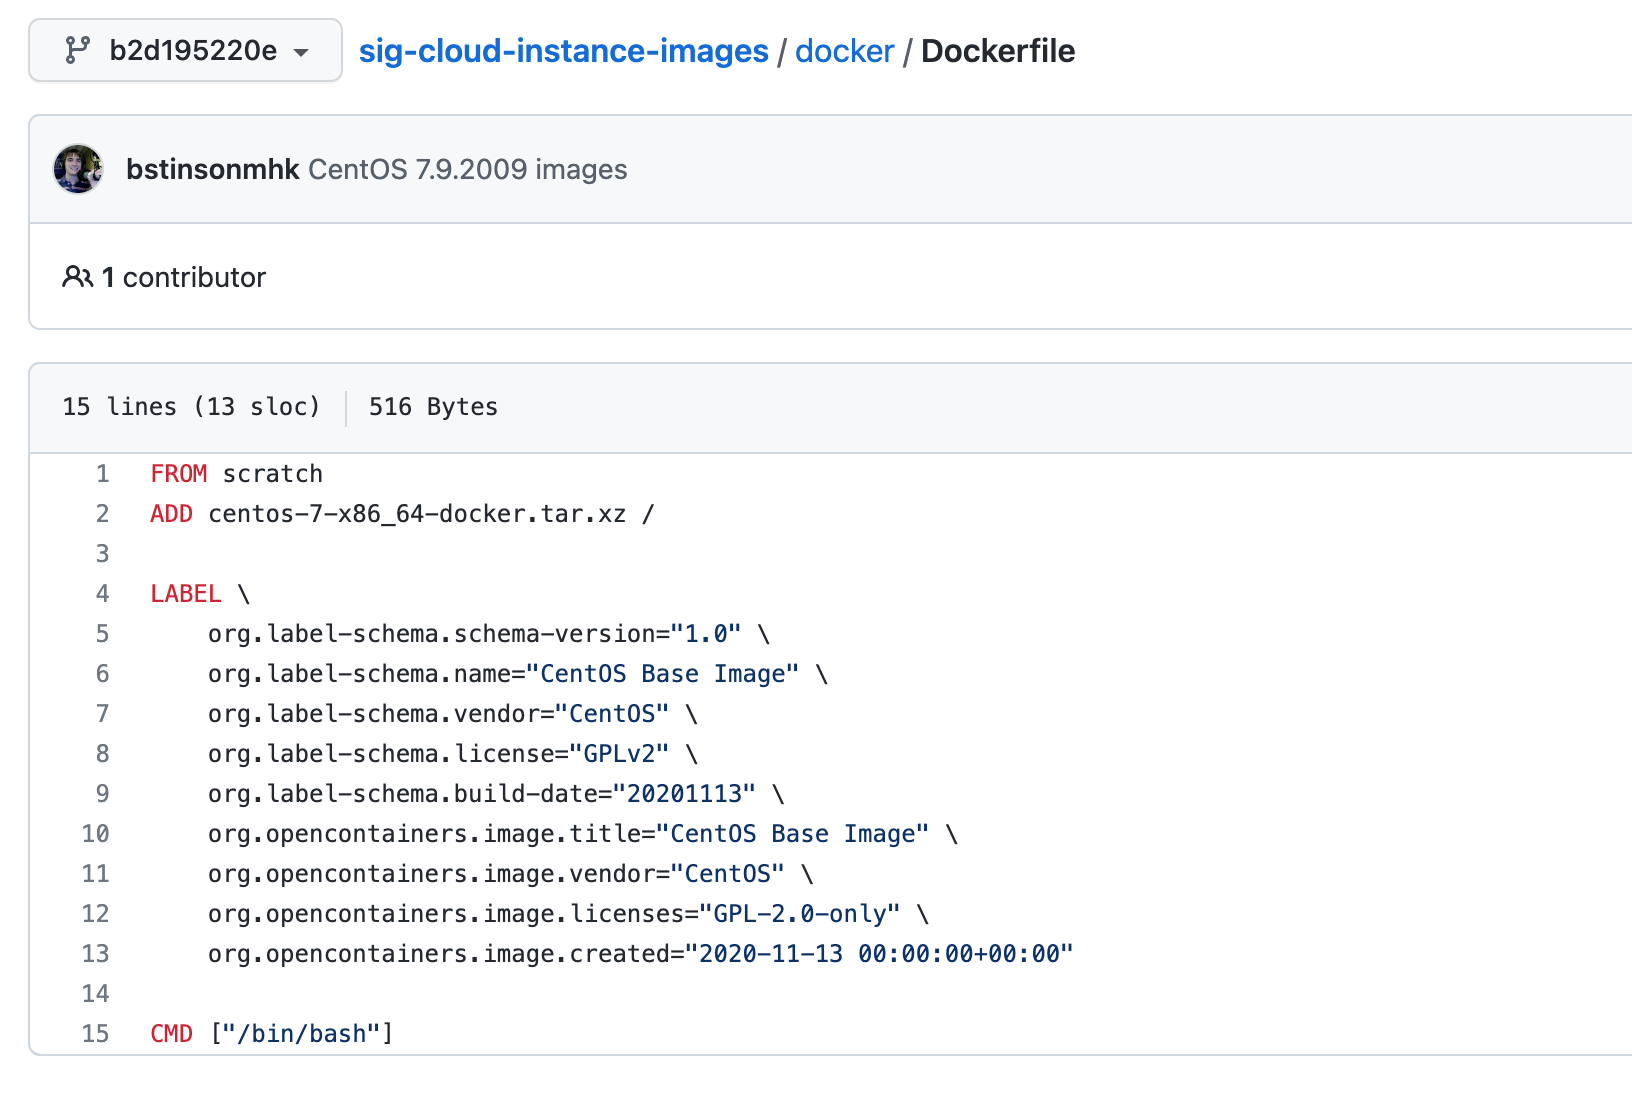 b2d195220e sig-cloud-instance-images / docker / Dockerfile
bstinsonmhk CentOS 7.9.2009 images
1 contributor
15 lines (13 sloc) 516 Bytes
1 FROM scratch
2 ADD centos-7-x86_64-docker.tar.xz /
3
4 LABEL \
5 org.label-schema.schema-version="1.0" \
6 org.label-schema.name="CentOS Base Image" \
7 org.label-schema.vendor="CentOS" \
8 org.label-schema.license="GPLv2" \
9 org.label-schema.build-date="20201113" \
10 org.opencontainers.image.title="CentOS Base Image" \
11 org.opencontainers.image.vendor="CentOS" \
12 org.opencontainers.image.licenses="GPL-2.0-only" \
13 org.opencontainers.image.created="2020-11-13 00:00:00+00:00"
14
15 CMD ["/bin/bash"]